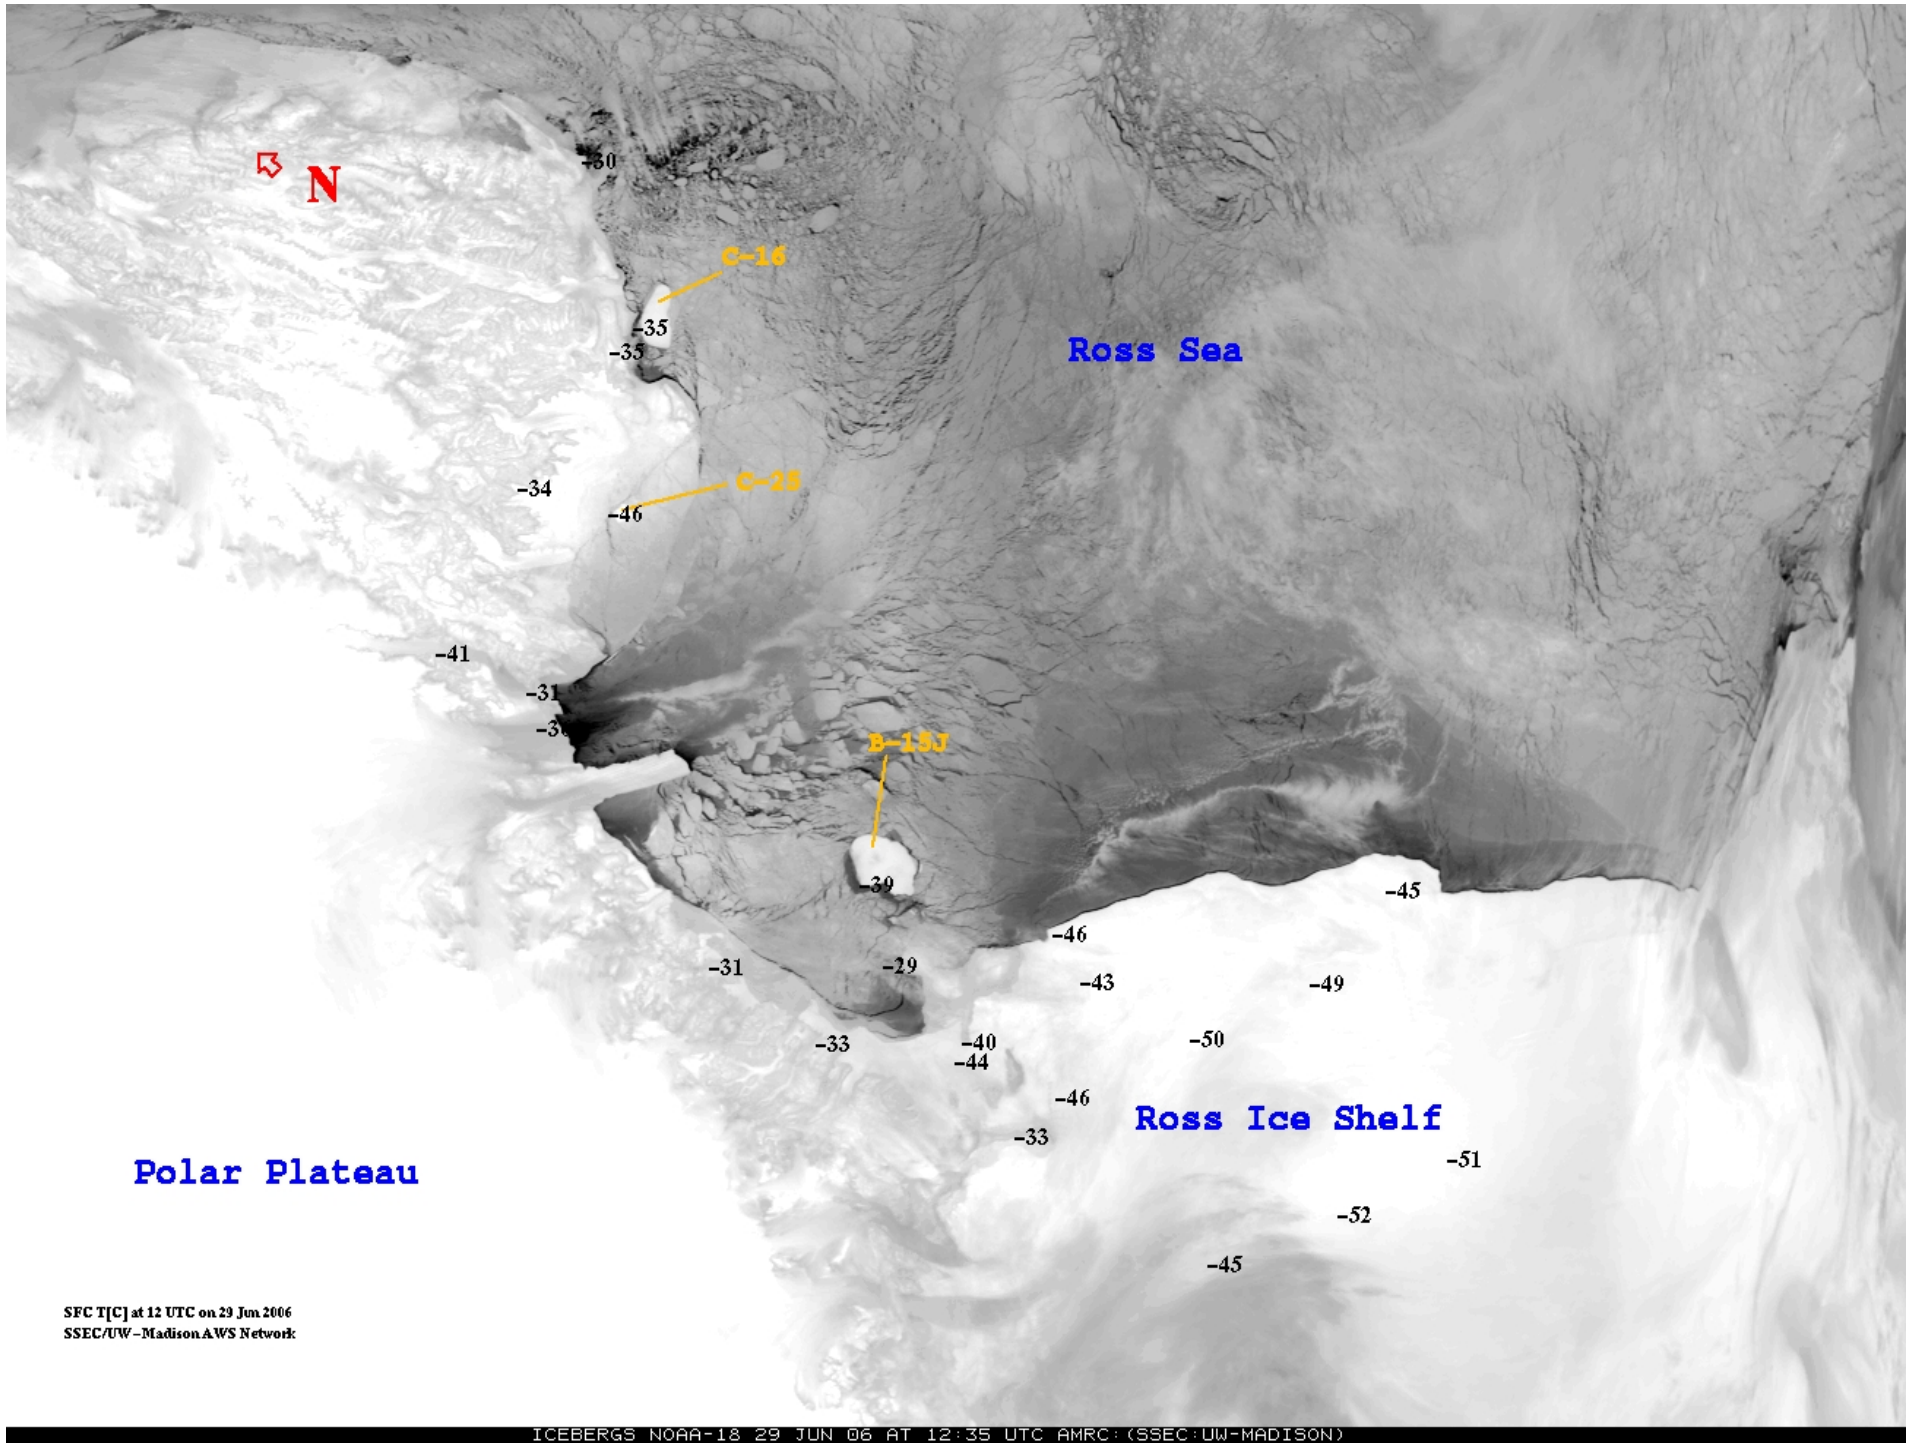 -30
N
C-16
-35
-35
Ross Sea
C-25
-34
-46
-41
-31
B-15J
-39
-45
-46
-31
-29
-43
-49
-33
-40
-50
-44
-46
Ross Ice Shelf
-33
-51
Polar Plateau
-52
-45
SFC T[C] at 12 UTC on 29 Jun 2006
SSEC/UW-Madison AWS Network
ICEBERGS NOAA-18 29 JUN 06 AT 12:35 UTC AMRC:(SSEC:UW-MADISON)